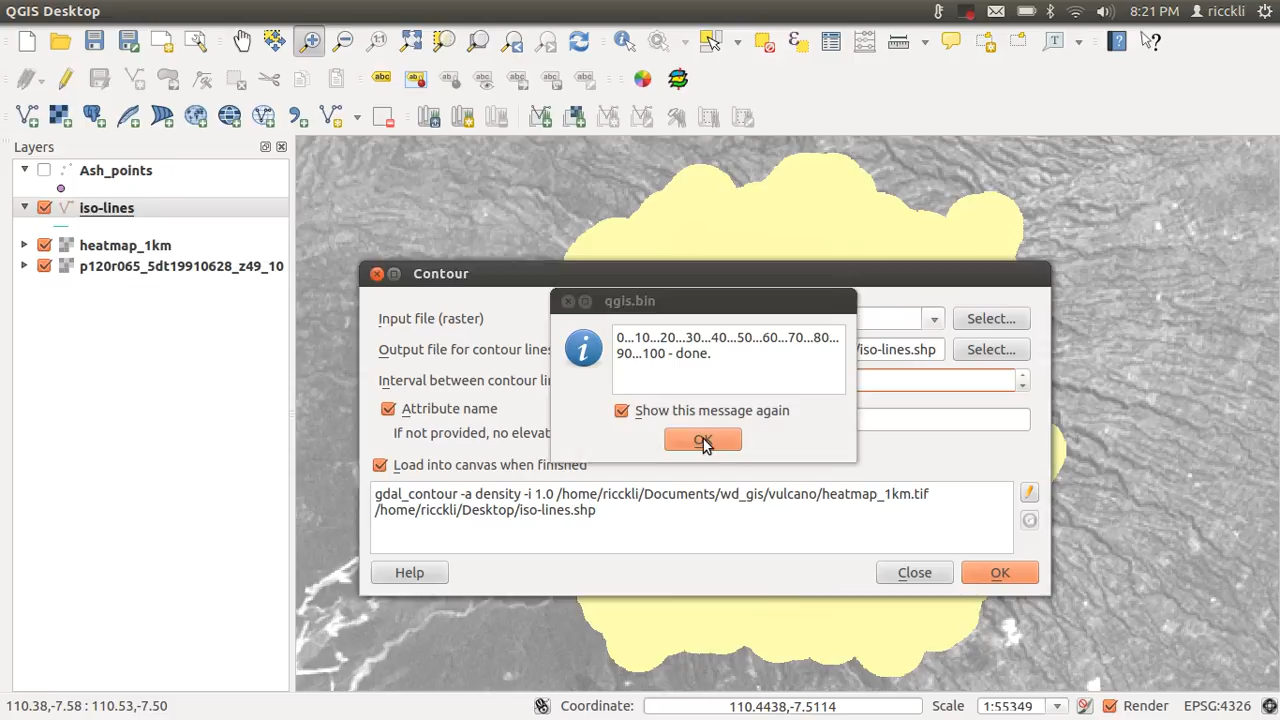 QGIS Desktop
8:21 PM
ricckli
Layers
Ash_points
iso-lines
heatmap_1km
p120r065_5dt19910628_z49_10
Contour
Input file (raster)
Select...
Output file for contour lines
/iso-lines.shp
Select...
Interval between contour
Attribute name
If not provided, no
Load into canvas when finished
gdal_contour -a density -i 1.0 /home/ricckli/Documents/wd_gis/vulcano/heatmap_1km.tif
/home/ricckli/Desktop/iso-lines.shp
Help
Close
OK
qgis.bin
0...10...20...30...40...50...60...70...80...
90...100 - done.
Show this message again
OK
110.38,-7.58 : 110.53,-7.50
Coordinate:
110.4438,-7.5114
Scale
1:55349
Render
EPSG:4326